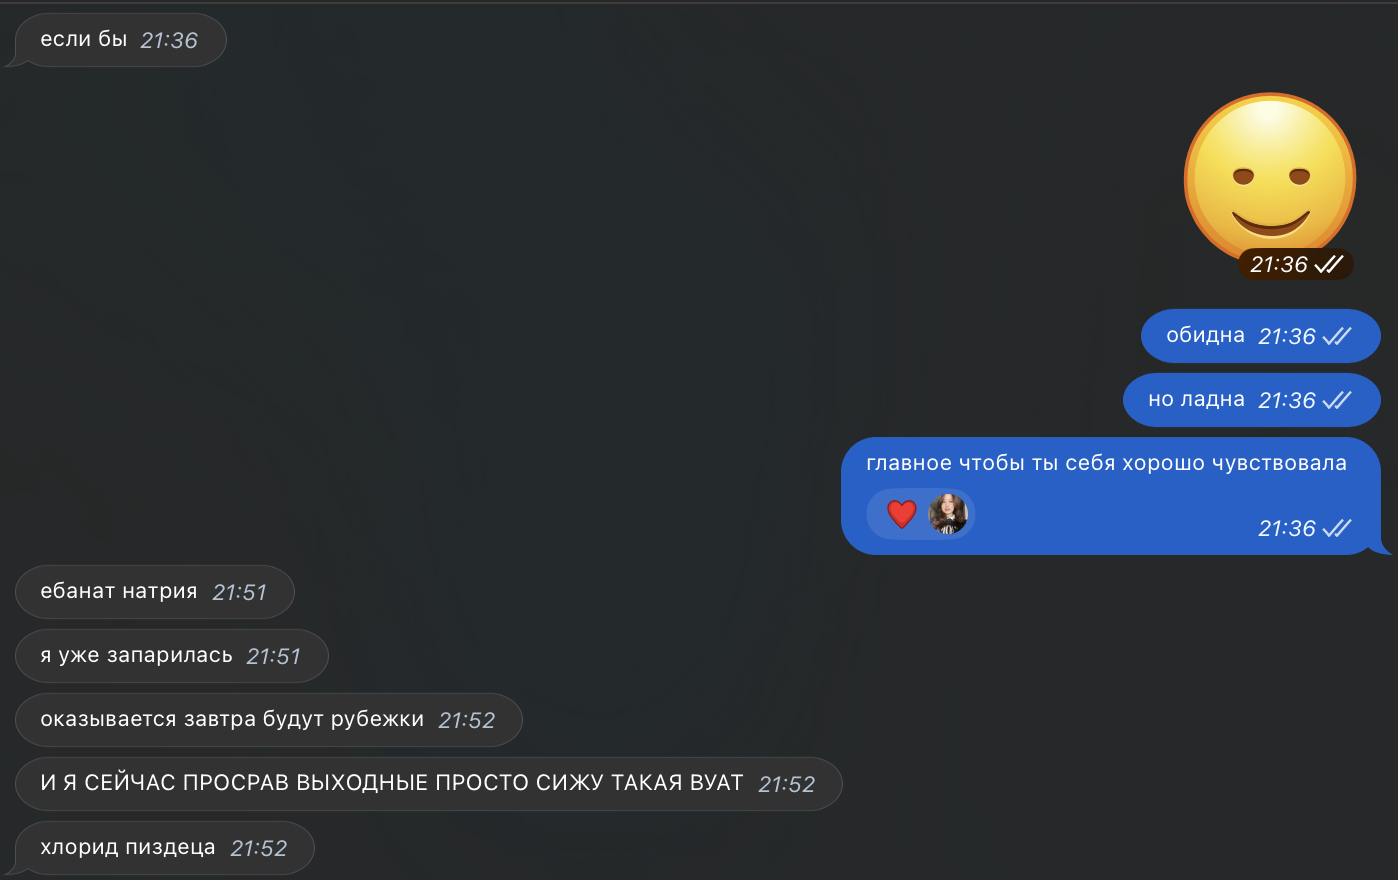 если бы 21:36
21:36
обидна 21:36
но ладна 21:36
главное чтобы ты себя хорошо чувствовала
21:36
ебанат натрия 21:51
я уже запарилась 21:51
оказывается завтра будут рубежки 21:52
И Я СЕЙЧАС ПРОСРАВ ВЫХОДНЫЕ ПРОСТО СИЖУ ТАКАЯ ВУАТ 21:52
хлорид пиздеца 21:52